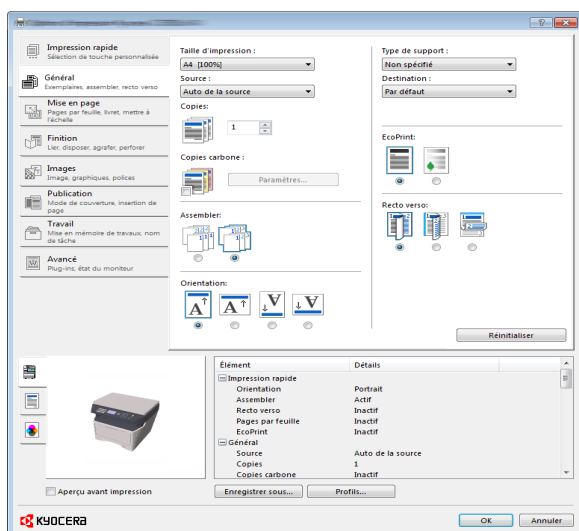 Impression rapide
Sélection de touche personnalisée
Général
Exemplaires, assembler, recto verso
Mise en page
Pages par feuille, livret, mettre à
l'échelle
Finition
Lier, disposer, agrafer, perforer
Images
Image, graphiques, polices
Publication
Mode de couverture, insertion de
page
Travail
Mise en mémoire de travaux, nom
de tâche
Avancé
Plug-ins, état du moniteur
Taille d'impression :
A4 [100%]
Source :
Auto de la source
Copies:
1
Copies carbone :
Paramètres...
Assembler:
Orientation:
Type de support :
Non spécifié
Destination :
Par défaut
EcoPrint:
Recto verso:
Réinitialiser
Élément Détails
Impression rapide
Orientation Portrait
Assembler Actif
Recto verso Inactif
Pages par feuille Inactif
EcoPrint Inactif
Général
Source Auto de la source
Copies 1
Copies carbone Inactif
Aperçu avant impression
Enregistrer sous... Profils...
KYOCERA
OK Annuler